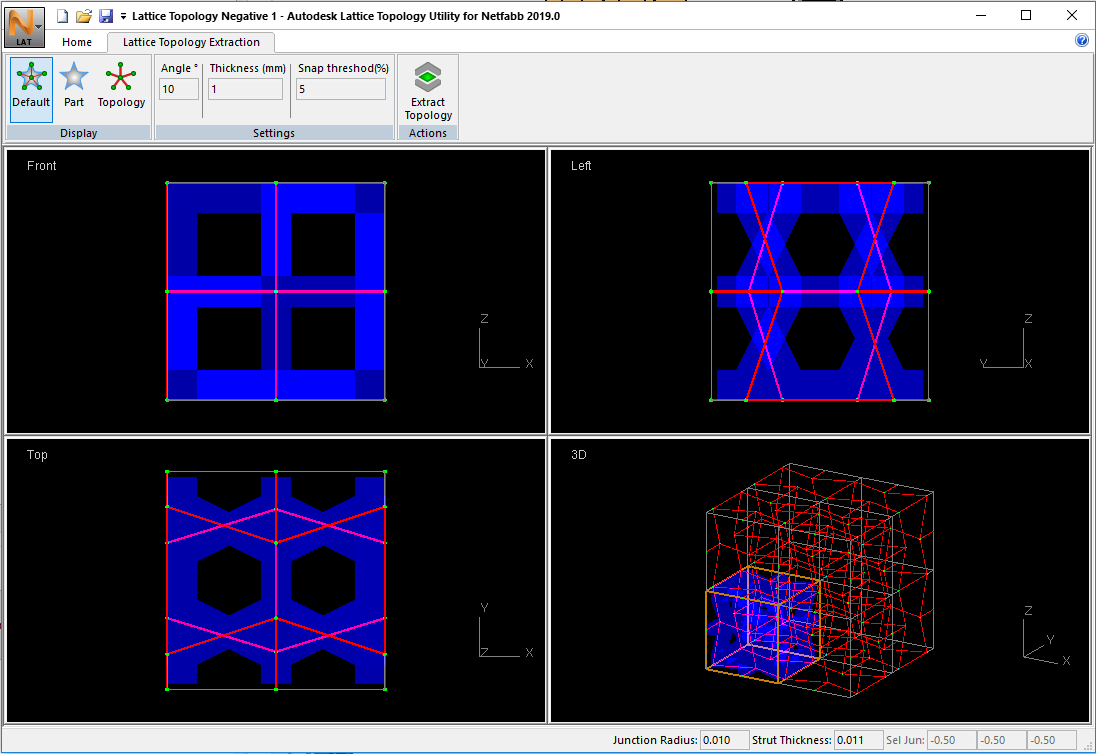 Lattice Topology Negative 1 - Autodesk Lattice Topology Utility for Netfabb 2019.0
LAT
Home
Lattice Topology Extraction
Default
Part
Topology
Display
Angle °
Thickness (mm)
Snap threshod(%)
10
1
5
Settings
Extract
Topology
Actions
Front
Z
Y
X
Left
Z
Y
X
Top
Y
Z
X
3D
Z
Y
X
Junction Radius: 0.010 Strut Thickness: 0.011 Sel Jun: -0.50 -0.50 -0.50